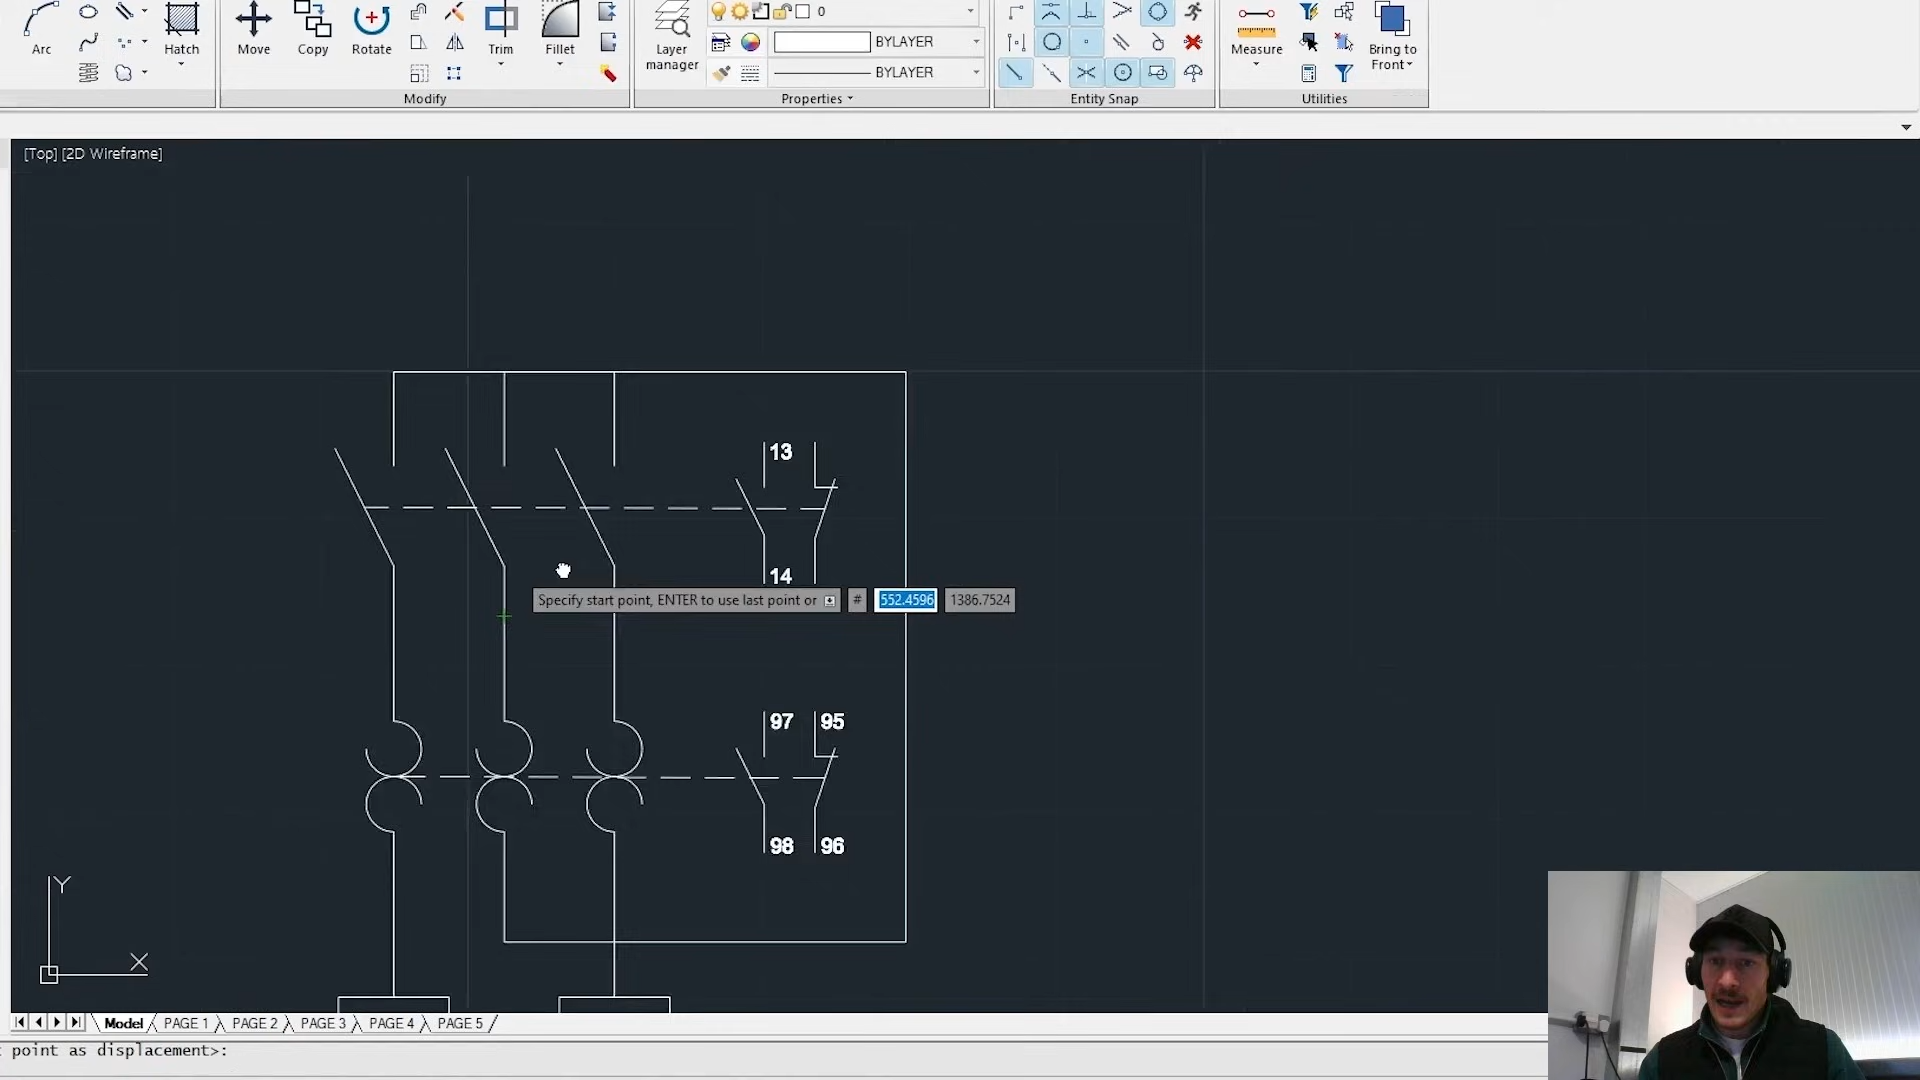 0
Arc
Hatch
Move
Copy
Rotate
Trim
Fillet
Layer manager
BYLAYER
BYLAYER
Measure
Bring to Front
Modify
Properties
Entity Snap
Utilities
[Top] [2D Wireframe]
13
14
Specify start point, ENTER to use last point or # 552.4596 1386.7524
97 95
98 96
Y
X
Model PAGE 1 PAGE 2 PAGE 3 PAGE 4 PAGE 5
point as displacement>: